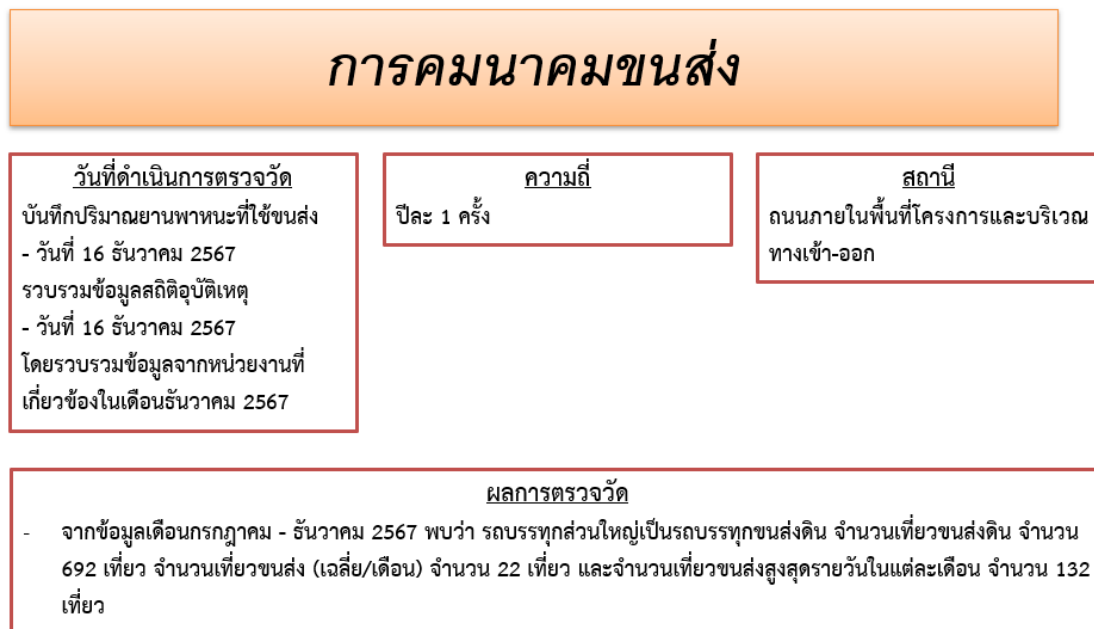 การคมนาคมขนส่ง
วันที่ดำเนินการตรวจวัด
บันทึกปริมาณยานพาหนะที่ใช้ขนส่ง
- วันที่ 16 ธันวาคม 2567
รวบรวมข้อมูลสถิติอุบัติเหตุ
- วันที่ 16 ธันวาคม 2567
โดยรวบรวมข้อมูลจากหน่วยงานที่
เกี่ยวข้องในเดือนธันวาคม 2567
ความถี่
ปีละ 1 ครั้ง
สถานี
ถนนภายในพื้นที่โครงการและบริเวณ
ทางเข้า-ออก
ผลการตรวจวัด
- จากข้อมูลเดือนกรกฎาคม - ธันวาคม 2567 พบว่า รถบรรทุกส่วนใหญ่เป็นรถบรรทุกขนส่งดิน จำนวนเที่ยวขนส่งดิน จำนวน
692 เที่ยว จำนวนเที่ยวขนส่ง (เฉลี่ย/เดือน) จำนวน 22 เที่ยว และจำนวนเที่ยวขนส่งสูงสุดรายวันในแต่ละเดือน จำนวน 132
เที่ยว